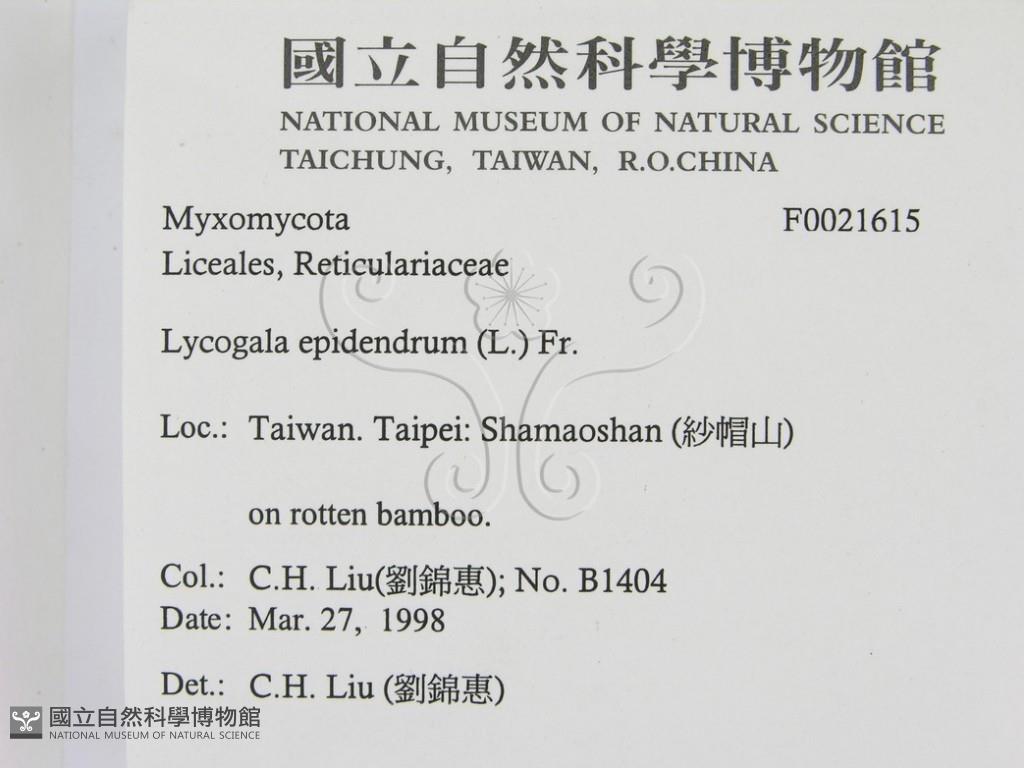 國立自然科學博物館
NATIONAL MUSEUM OF NATURAL SCIENCE
TAICHUNG, TAIWAN, R.O.CHINA
Myxomycota F0021615
Liceales, Reticulariaceae
Lycogala epidendrum (L.) Fr.
Loc.: Taiwan. Taipei: Shamaoshan (紗帽山)
on rotten bamboo.
Col.: C.H. Liu(劉錦惠); No. B1404
Date: Mar. 27, 1998
Det.: C.H. Liu (劉錦惠)
國立自然科學博物館
NATIONAL MUSEUM OF NATURAL SCIENCE